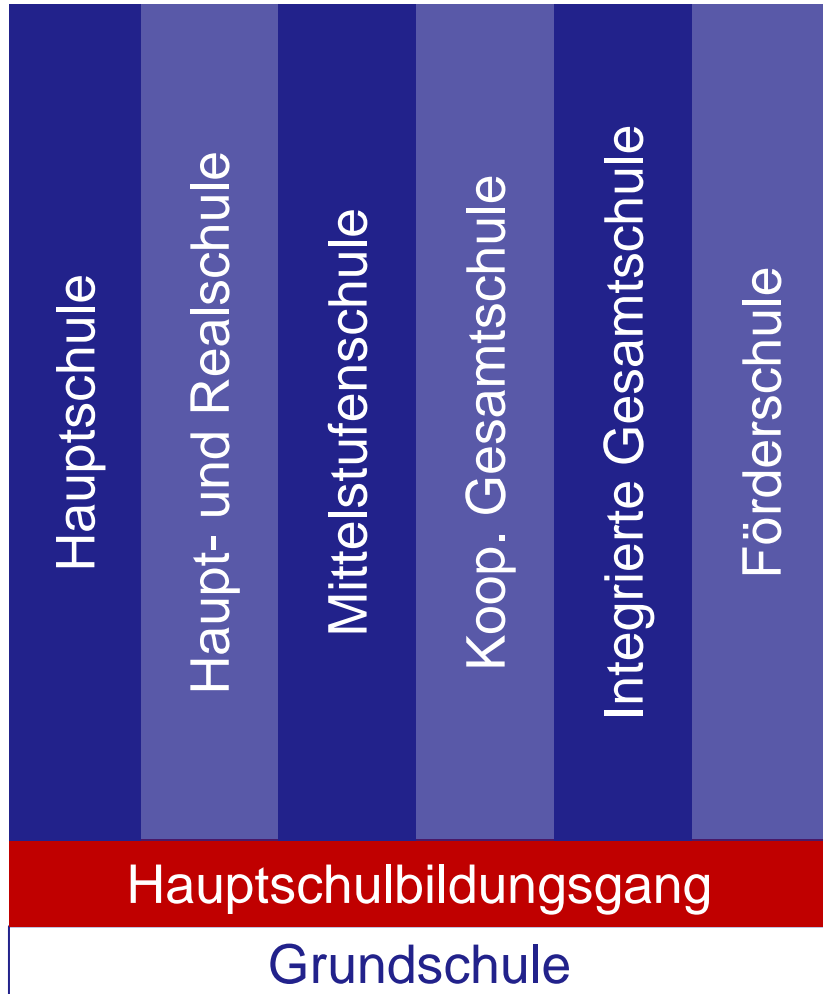 Hauptschule
Haupt- und Realschule
Mittelstufenschule
Koop. Gesamtschule
Integrierte Gesamtschule
Förderschule
Hauptschulbildungsgang
Grundschule